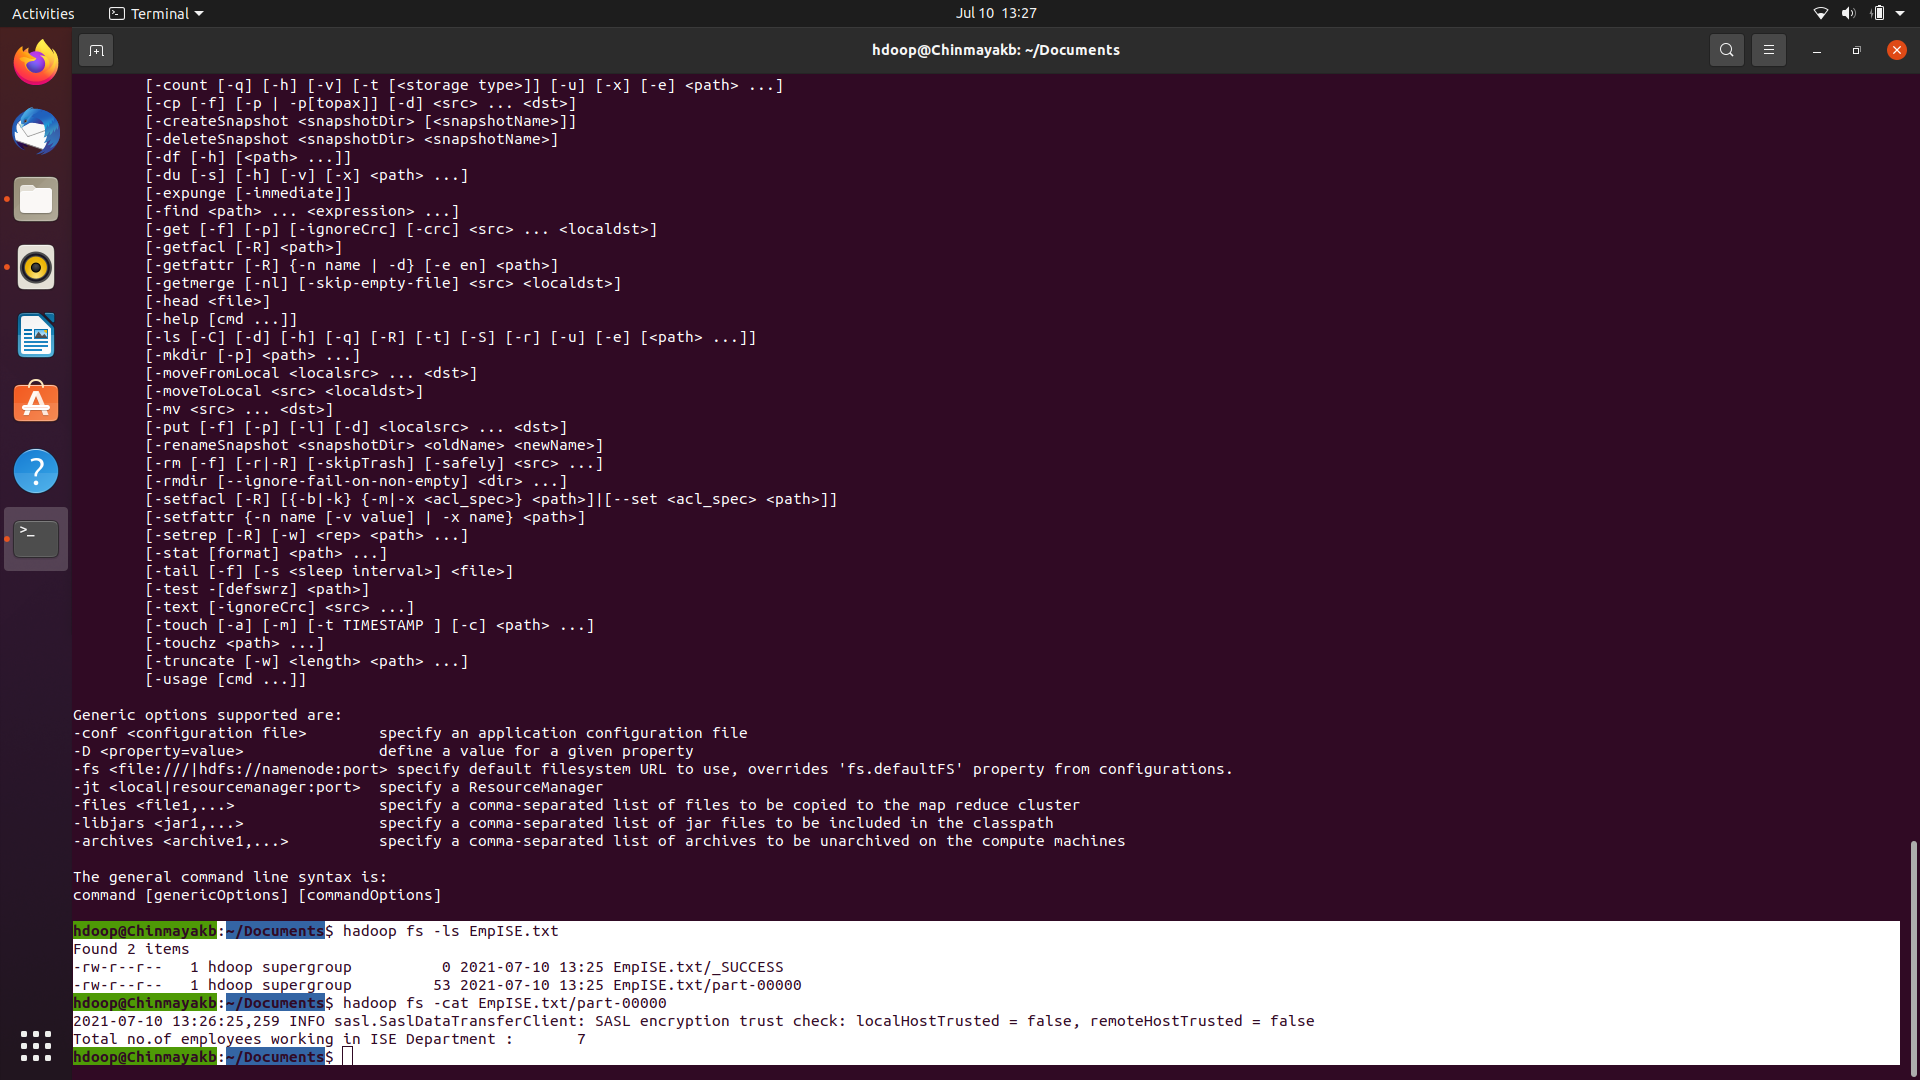 Activities
Terminal
Jul 10 13:27
hdoop@Chinmayakb: ~/Documents
[-count [-q] [-h] [-v] [-t [<storage type>]] [-u] [-x] [-e] <path> ...]
[-cp [-f] [-p | -p[topax]] [-d] <src> ... <dst>]
[-createSnapshot <snapshotDir> [<snapshotName>]]
[-deleteSnapshot <snapshotDir> <snapshotName>]
[-df [-h] [<path> ...]]
[-du [-s] [-h] [-v] [-x] <path> ...]
[-expunge [-immediate]]
[-find <path> ... <expression> ...]
[-get [-f] [-p] [-ignoreCrc] [-crc] <src> ... <localdst>]
[-getfacl [-R] <path>]
[-getfattr [-R] {-n name | -d} [-e en] <path>]
[-getmerge [-nl] [-skip-empty-file] <src> <localdst>]
[-head <file>]
[-help [cmd ...]]
[-ls [-C] [-d] [-h] [-q] [-R] [-t] [-S] [-r] [-u] [-e] [<path> ...]]
[-mkdir [-p] <path> ...]
[-moveFromLocal <localsrc> ... <dst>]
[-moveToLocal <src> <localdst>]
[-mv <src> ... <dst>]
[-put [-f] [-p] [-l] [-d] <localsrc> ... <dst>]
[-renameSnapshot <snapshotDir> <oldName> <newName>]
[-rm [-f] [-r|-R] [-skipTrash] [-safely] <src> ...]
[-rmdir [--ignore-fail-on-non-empty] <dir> ...]
[-setfacl [-R] [{-b|-k} {-m|-x <acl_spec>} <path>]|[--set <acl_spec> <path>]]
[-setfattr {-n name [-v value] | -x name} <path>]
[-setrep [-R] [-w] <rep> <path> ...]
[-stat [format] <path> ...]
[-tail [-f] [-s <sleep interval>] <file>]
[-test -[defswrz] <path>]
[-text [-ignoreCrc] <src> ...]
[-touch [-a] [-m] [-t TIMESTAMP ] [-c] <path> ...]
[-touchz <path> ...]
[-truncate [-w] <length> <path> ...]
[-usage [cmd ...]]
Generic options supported are:
-conf <configuration file>        specify an application configuration file
-D <property=value>               define a value for a given property
-fs <file:///|hdfs://namenode:port> specify default filesystem URL to use, overrides 'fs.defaultFS' property from configurations.
-jt <local|resourcemanager:port>  specify a ResourceManager
-files <file1,...>                specify a comma-separated list of files to be copied to the map reduce cluster
-libjars <jar1,...>               specify a comma-separated list of jar files to be included in the classpath
-archives <archive1,...>          specify a comma-separated list of archives to be unarchived on the compute machines
The general command line syntax is:
command [genericOptions] [commandOptions]
hdoop@Chinmayakb:~/Documents$ hadoop fs -ls EmpISE.txt
Found 2 items
-rw-r--r--   1 hdoop supergroup          0 2021-07-10 13:25 EmpISE.txt/_SUCCESS
-rw-r--r--   1 hdoop supergroup         53 2021-07-10 13:25 EmpISE.txt/part-00000
hdoop@Chinmayakb:~/Documents$ hadoop fs -cat EmpISE.txt/part-00000
2021-07-10 13:26:25,259 INFO sasl.SaslDataTransferClient: SASL encryption trust check: localHostTrusted = false, remoteHostTrusted = false
Total no.of employees working in ISE Department :       7
hdoop@Chinmayakb:~/Documents$